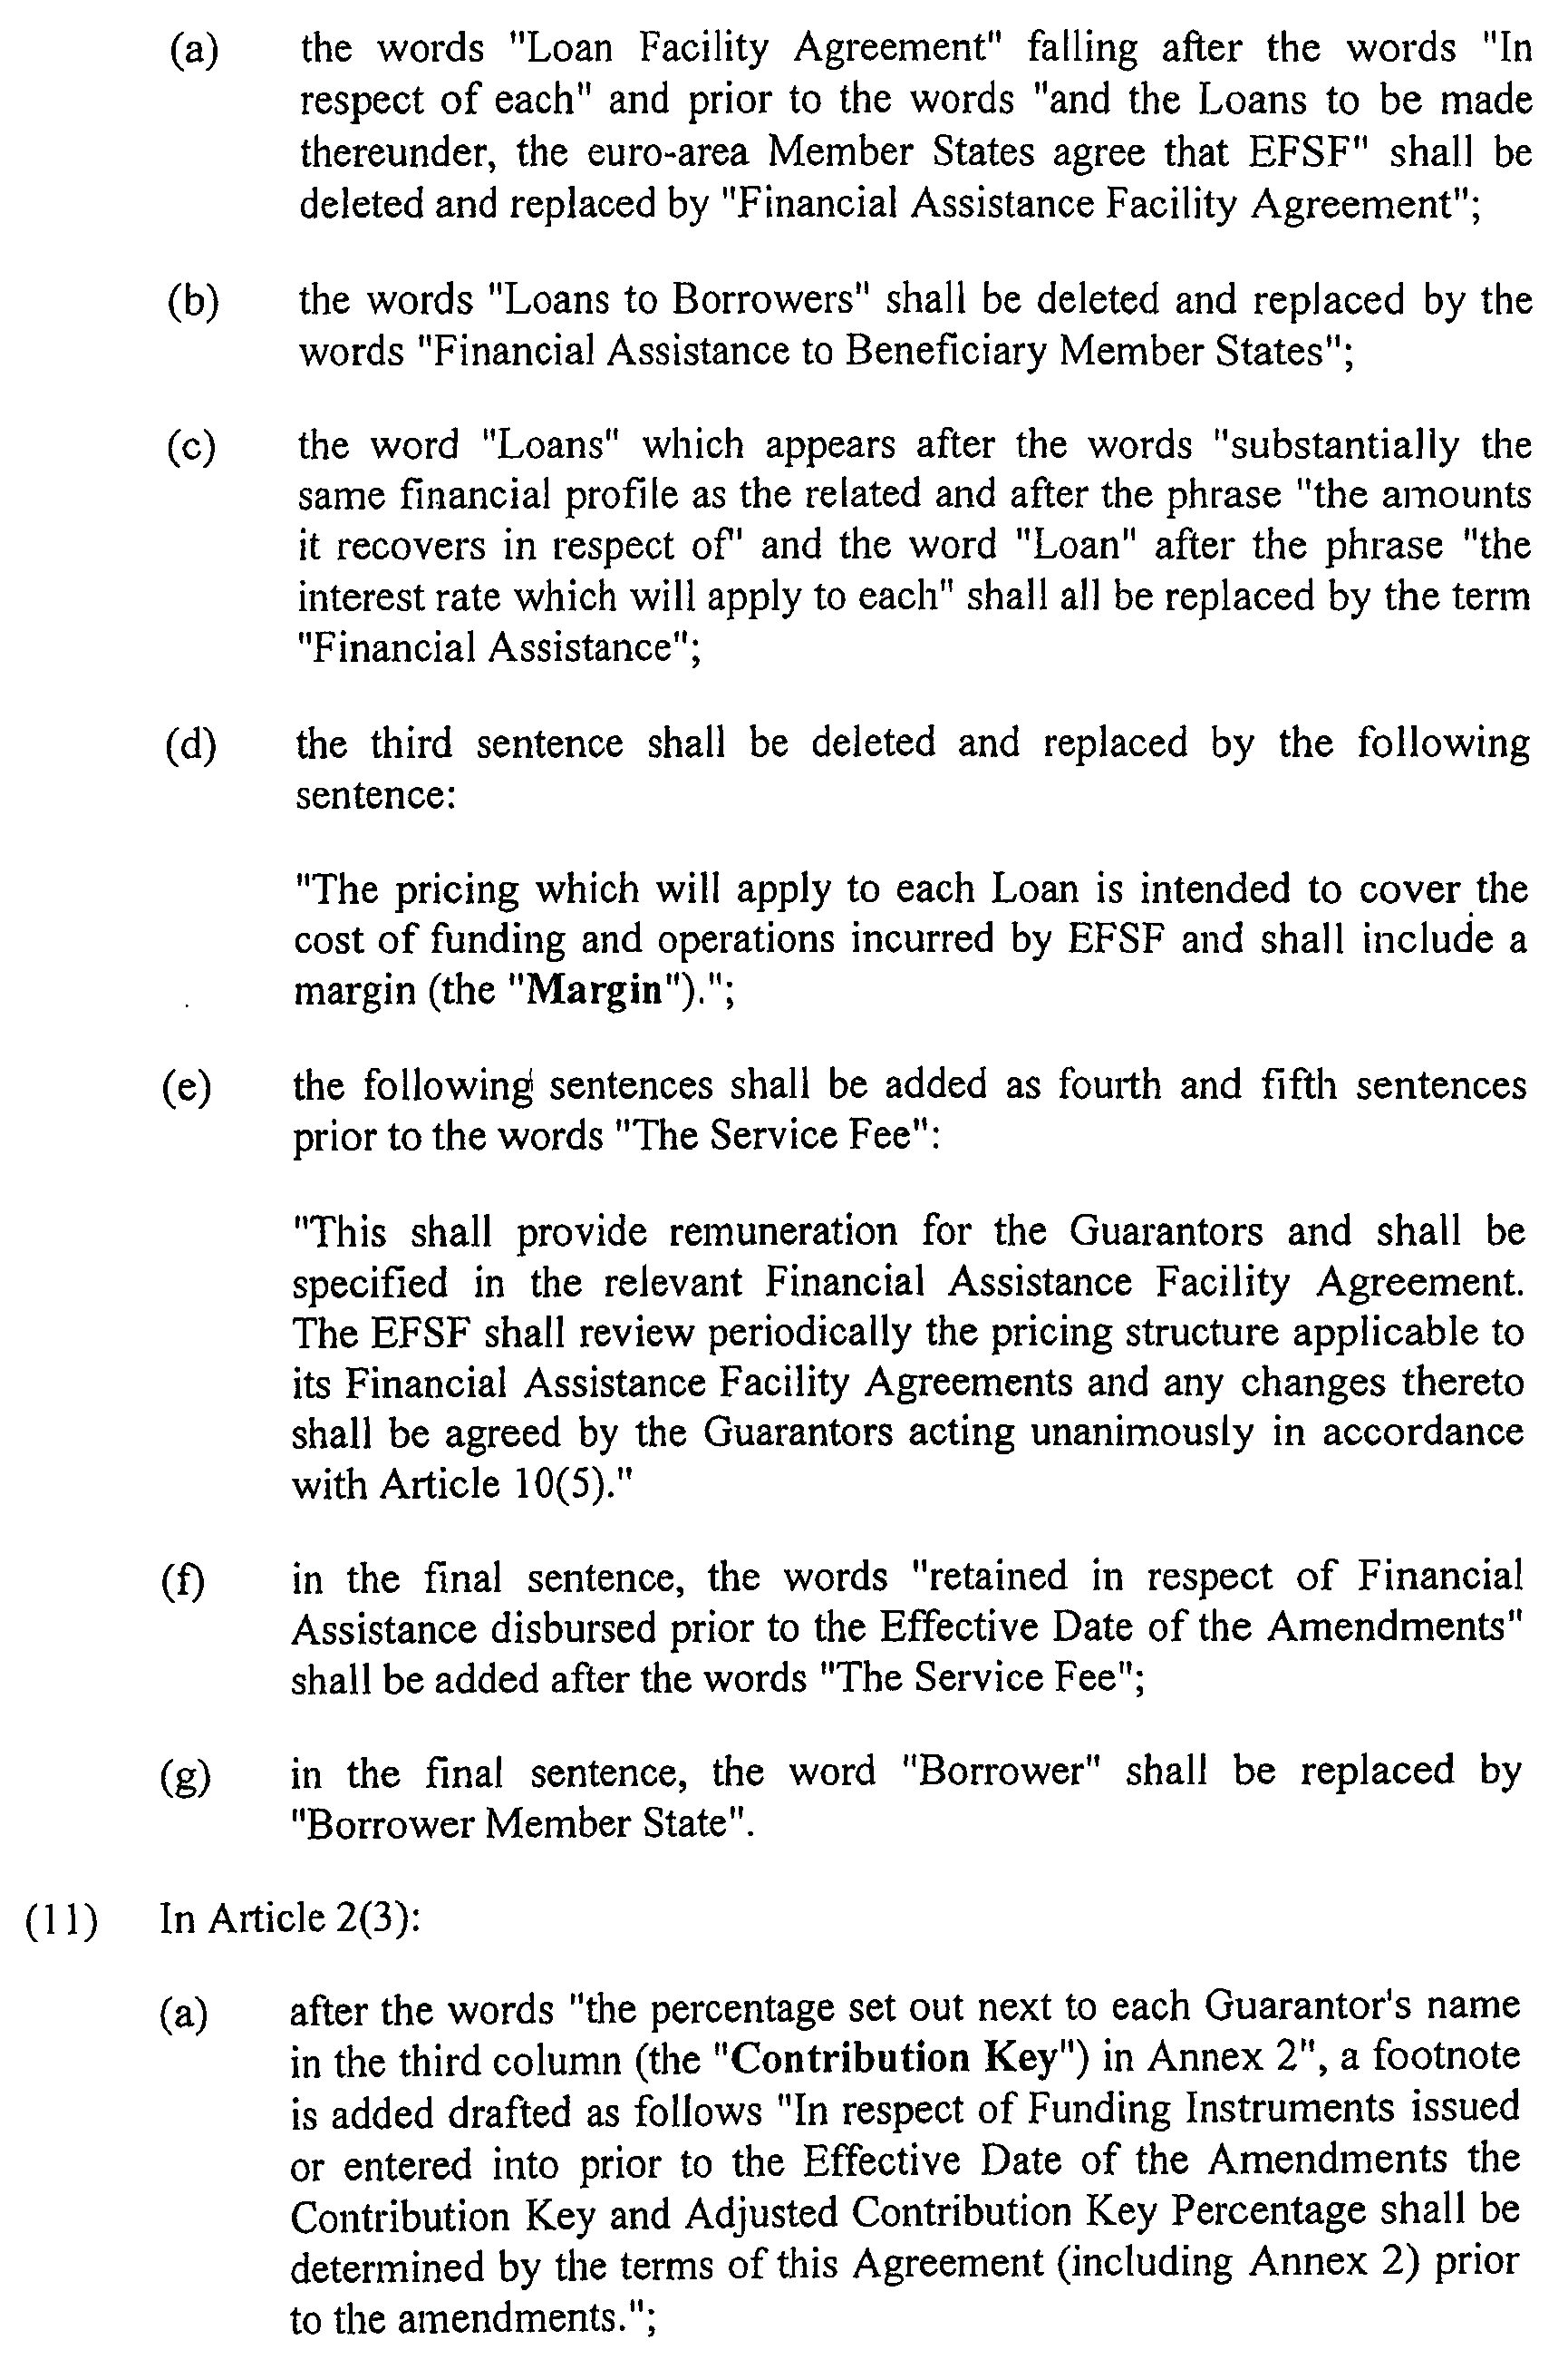 (a) the words "Loan Facility Agreement" falling after the words "In
respect of each" and prior to the words "and the Loans to be made
thereunder, the euro-area Member States agree that EFSF" shall be
deleted and replaced by "Financial Assistance Facility Agreement";
(b) the words "Loans to Borrowers" shall be deleted and replaced by the
words "Financial Assistance to Beneficiary Member States";
(c) the word "Loans" which appears after the words "substantially the
same financial profile as the related and after the phrase "the amounts
it recovers in respect of" and the word "Loan" after the phrase "the
interest rate which will apply to each" shall all be replaced by the term
"Financial Assistance";
(d) the third sentence shall be deleted and replaced by the following
sentence:
"The pricing which will apply to each Loan is intended to cover the
cost of funding and operations incurred by EFSF and shall include a
margin (the "Margin").";
(e) the following sentences shall be added as fourth and fifth sentences
prior to the words "The Service Fee":
"This shall provide remuneration for the Guarantors and shall be
specified in the relevant Financial Assistance Facility Agreement.
The EFSF shall review periodically the pricing structure applicable to
its Financial Assistance Facility Agreements and any changes thereto
shall be agreed by the Guarantors acting unanimously in accordance
with Article 10(5)."
(f) in the final sentence, the words "retained in respect of Financial
Assistance disbursed prior to the Effective Date of the Amendments"
shall be added after the words "The Service Fee";
(g) in the final sentence, the word "Borrower" shall be replaced by
"Borrower Member State".
(11) In Article 2(3):
(a) after the words "the percentage set out next to each Guarantor's name
in the third column (the "Contribution Key") in Annex 2", a footnote
is added drafted as follows "In respect of Funding Instruments issued
or entered into prior to the Effective Date of the Amendments the
Contribution Key and Adjusted Contribution Key Percentage shall be
determined by the terms of this Agreement (including Annex 2) prior
to the amendments.";